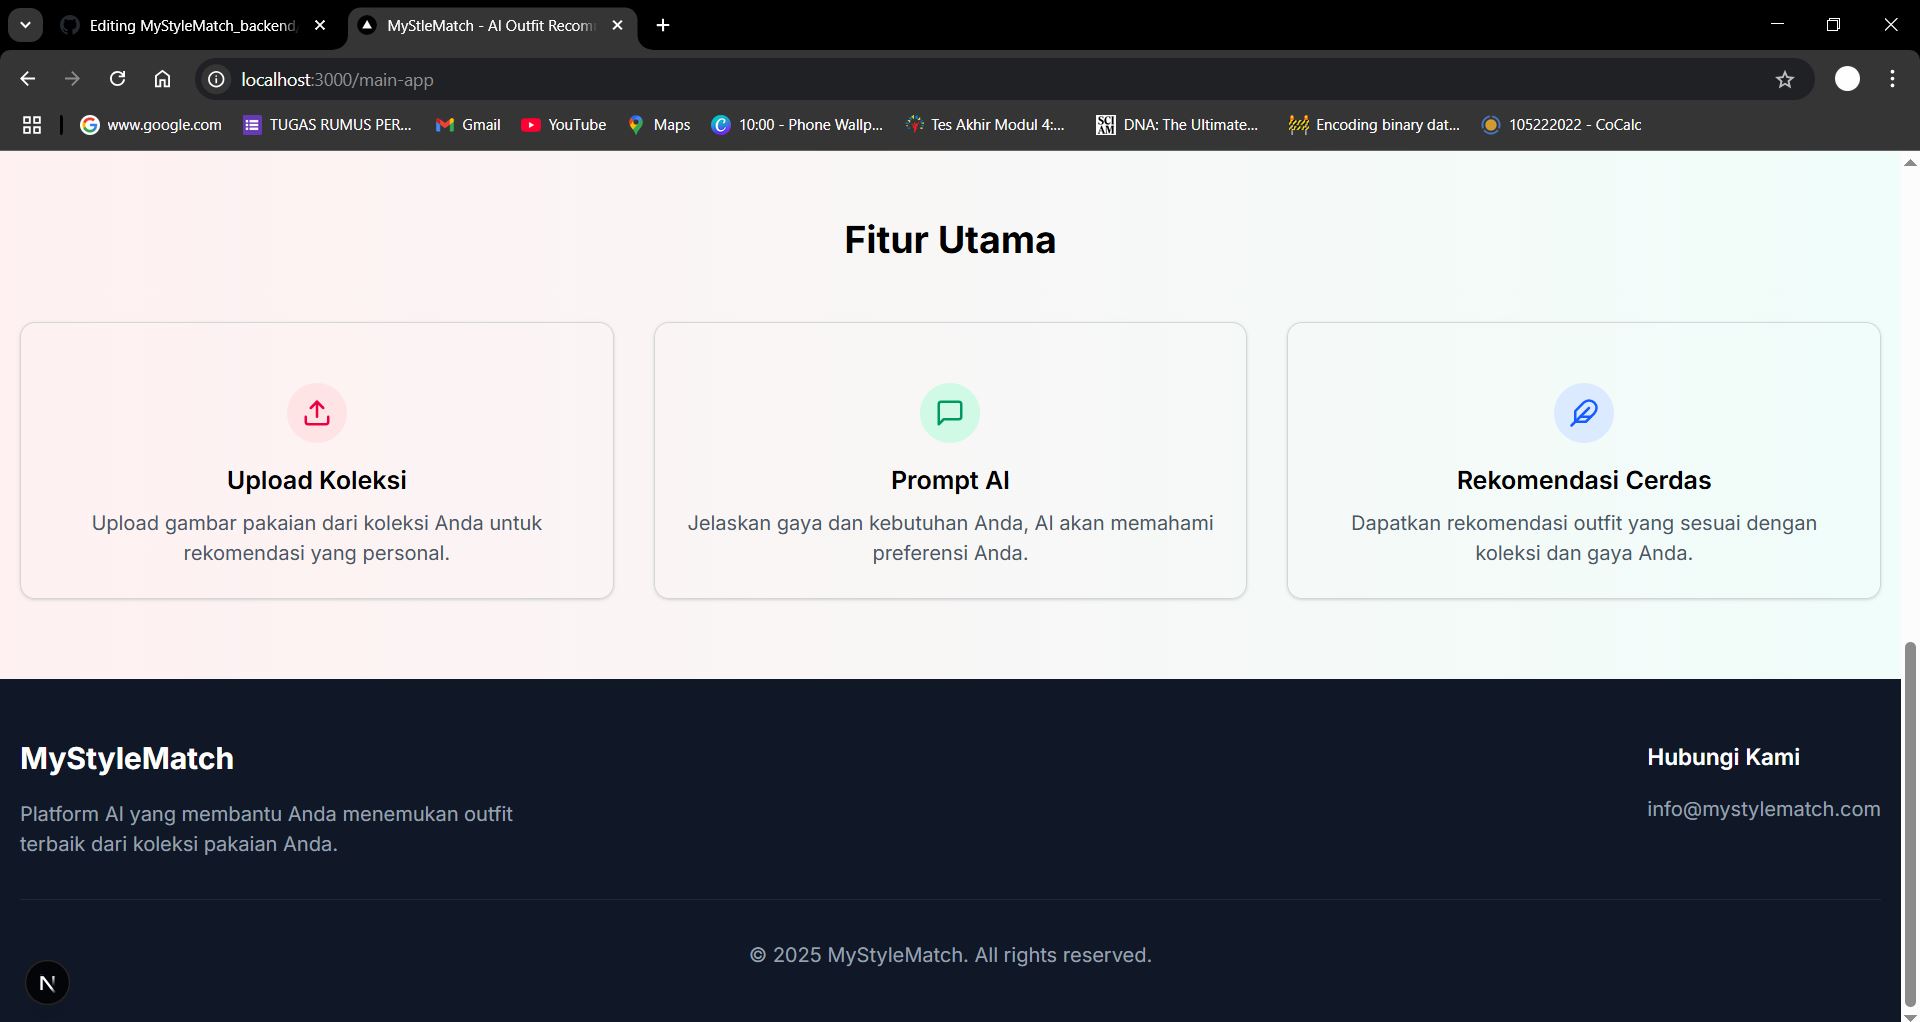 Editing MyStyleMatch_backend/
MyStleMatch - AI Outfit Recom
localhost:3000/main-app
www.google.com
TUGAS RUMUS PER...
Gmail
YouTube
Maps
10:00 - Phone Wallp...
Tes Akhir Modul 4:...
SCI AM
DNA: The Ultimate...
Encoding binary dat...
105222022 - CoCalc
Fitur Utama
Upload Koleksi
Upload gambar pakaian dari koleksi Anda untuk
rekomendasi yang personal.
Prompt AI
Jelaskan gaya dan kebutuhan Anda, AI akan memahami
preferensi Anda.
Rekomendasi Cerdas
Dapatkan rekomendasi outfit yang sesuai dengan
koleksi dan gaya Anda.
MyStyleMatch
Platform AI yang membantu Anda menemukan outfit
terbaik dari koleksi pakaian Anda.
Hubungi Kami
info@mystylematch.com
© 2025 MyStyleMatch. All rights reserved.
N